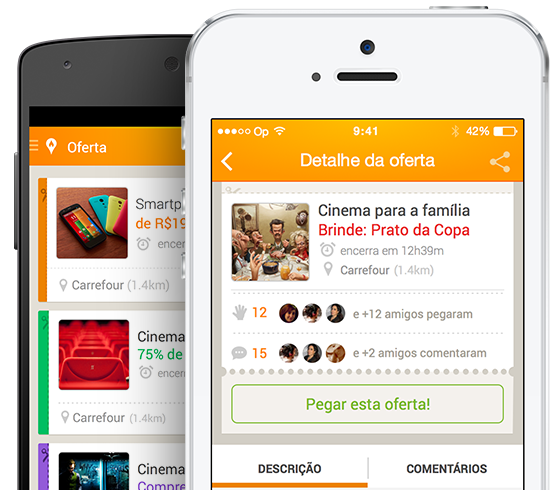 Oferta
Smartp
de R$19
encerr
Carrefour (1.4km)
Cinema
75% de
encerr
Carrefour (1.4km)
Cinema
Compre
Op 9:41 42%
Detalhe da oferta
Cinema para a família
Brinde: Prato da Copa
encerra em 12h39m
Carrefour (1.4km)
12 e +12 amigos pegaram
15 e +2 amigos comentaram
Pegar esta oferta!
DESCRIÇÃO COMENTÁRIOS